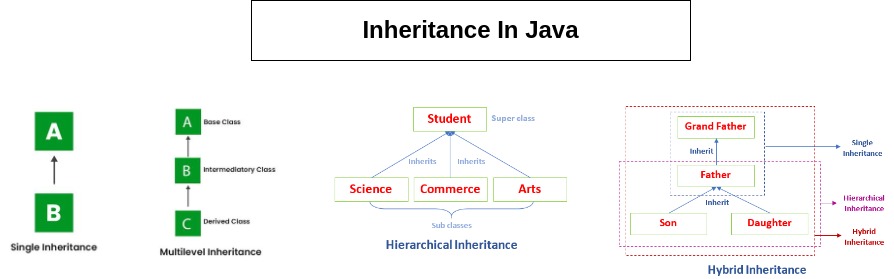 Inheritance In Java
A
B
Single Inheritance
A
Base Class
B
Intermediatory Class
C
Derived Class
Multilevel Inheritance
Student
Super class
Inherits
Inherits
Science
Commerce
Arts
Sub classes
Hierarchical Inheritance
Grand Father
Inherit
Father
Inherit
Son
Daughter
Single
Inheritance
Hierarchical
Inheritance
Hybrid
Inheritance
Hybrid Inheritance